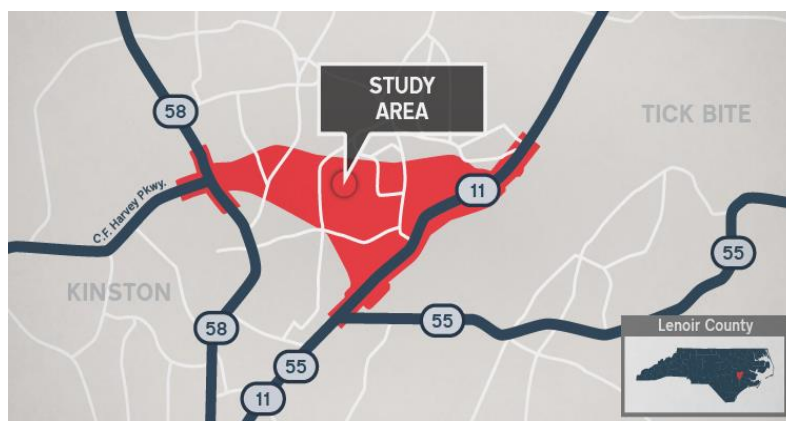 STUDY
AREA
58
TICK BITE
11
C.F. Harvey Pkwy.
55
KINSTON
58
55
Lenoir County
55
11